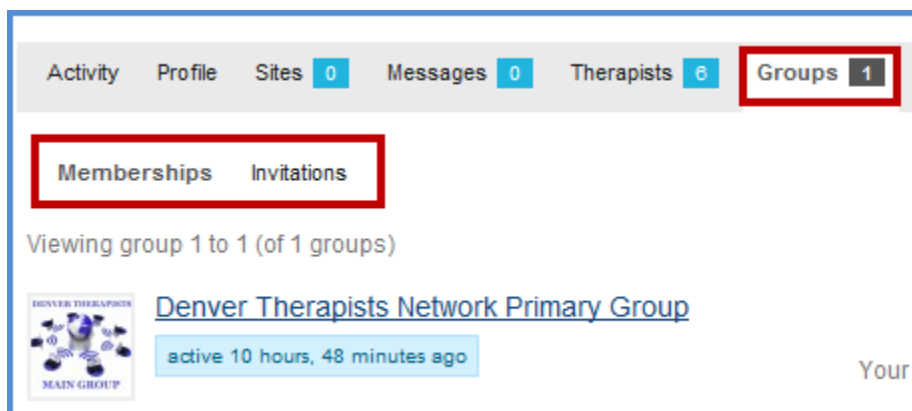 Activity Profile Sites 0 Messages 0 Therapists 6 Groups 1
Memberships Invitations
Viewing group 1 to 1 (of 1 groups)
DENVER THERAPISTS
MAIN GROUP
Denver Therapists Network Primary Group
active 10 hours, 48 minutes ago
Your